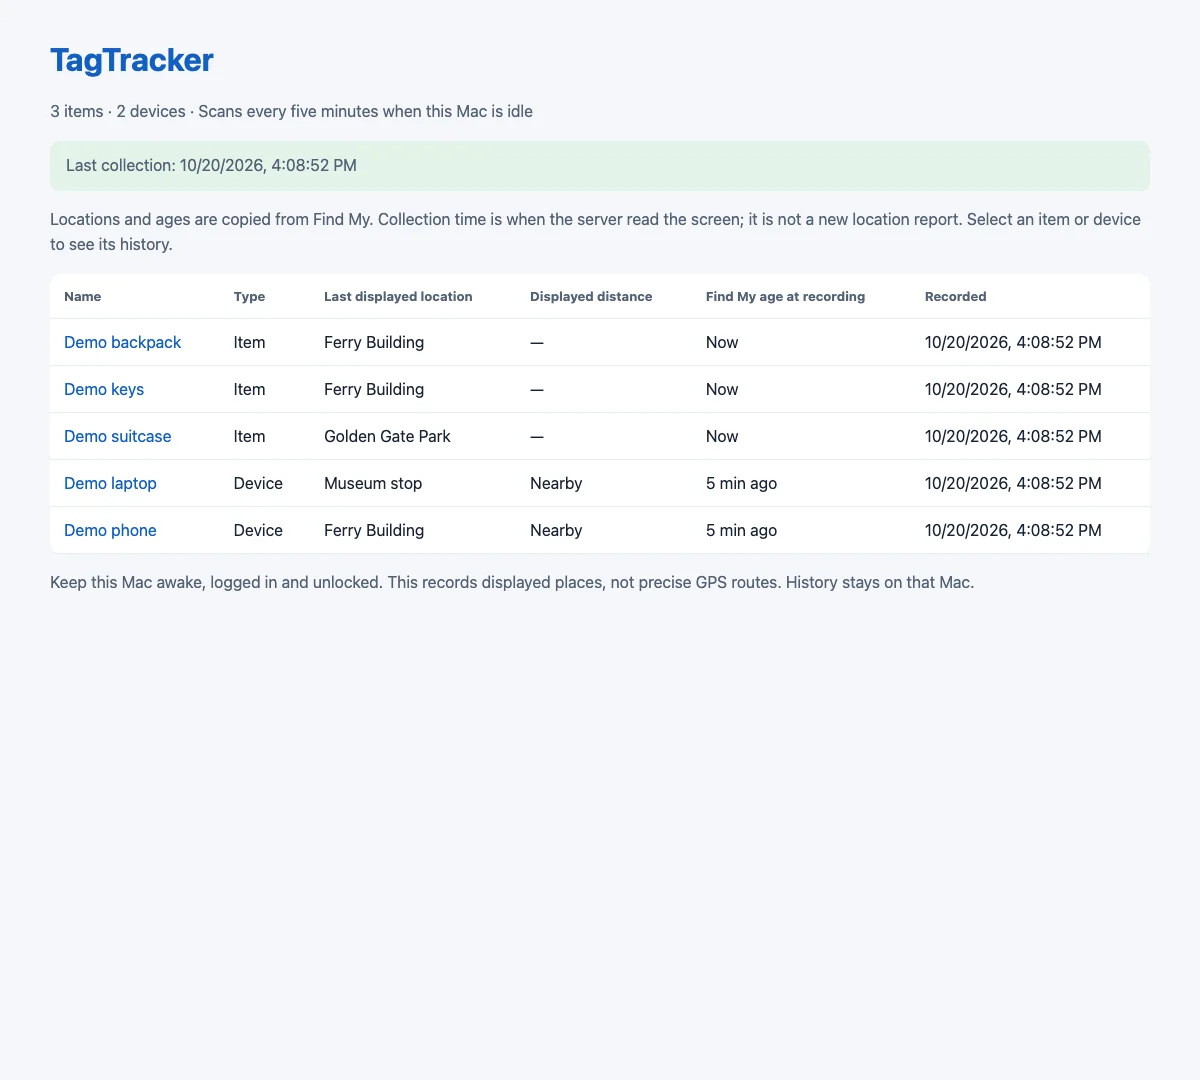 TagTracker
3 items · 2 devices · Scans every five minutes when this Mac is idle
Last collection: 10/20/2026, 4:08:52 PM
Locations and ages are copied from Find My. Collection time is when the server read the screen; it is not a new location report. Select an item or device
to see its history.
Name Type Last displayed location Displayed distance Find My age at recording Recorded
Demo backpack Item Ferry Building — Now 10/20/2026, 4:08:52 PM
Demo keys Item Ferry Building — Now 10/20/2026, 4:08:52 PM
Demo suitcase Item Golden Gate Park — Now 10/20/2026, 4:08:52 PM
Demo laptop Device Museum stop Nearby 5 min ago 10/20/2026, 4:08:52 PM
Demo phone Device Ferry Building Nearby 5 min ago 10/20/2026, 4:08:52 PM
Keep this Mac awake, logged in and unlocked. This records displayed places, not precise GPS routes. History stays on that Mac.